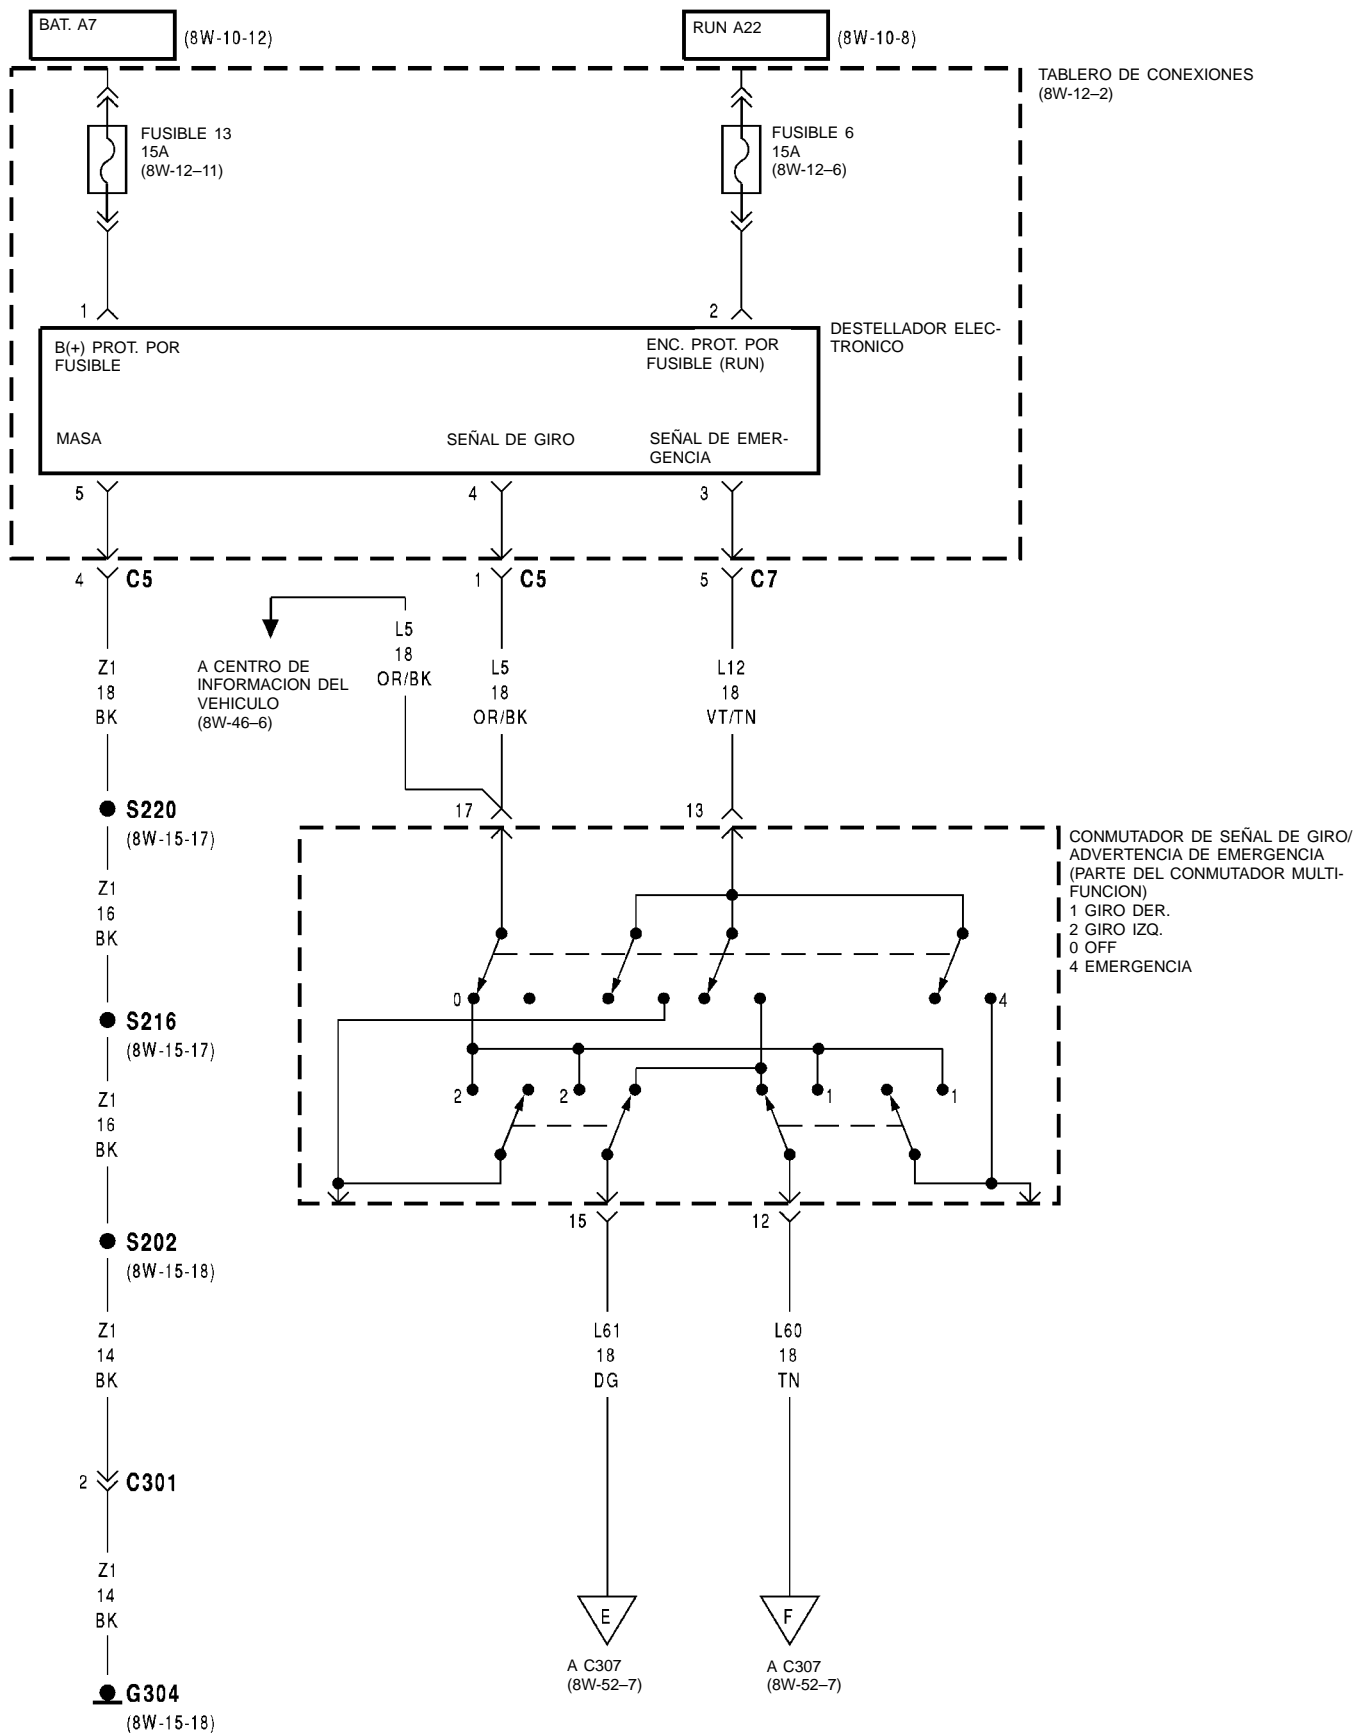 BAT. A7
(8W-10-12)
RUN A22
(8W-10-8)
TABLERO DE CONEXIONES
(8W-12–2)
FUSIBLE 13
15A
(8W-12–11)
FUSIBLE 6
15A
(8W-12–6)
1
2
DESTELLADOR ELEC-
TRONICO
B(+) PROT. POR
FUSIBLE
ENC. PROT. POR
FUSIBLE (RUN)
MASA
SEÑAL DE GIRO
SEÑAL DE EMER-
GENCIA
5
4
3
4
C5
1
C5
5
C7
L5
18
OR/BK
A CENTRO DE
INFORMACION DEL
VEHICULO
(8W-46–6)
Z1
18
BK
L5
18
OR/BK
L12
18
VT/TN
17
13
S220
(8W-15-17)
CONMUTADOR DE SEÑAL DE GIRO/
ADVERTENCIA DE EMERGENCIA
(PARTE DEL CONMUTADOR MULTI-
FUNCION)
1 GIRO DER.
2 GIRO IZQ.
0 OFF
4 EMERGENCIA
Z1
16
BK
0
4
S216
(8W-15-17)
2
2
1
1
Z1
16
BK
15
12
S202
(8W-15-18)
Z1
14
BK
L61
18
DG
L60
18
TN
2
C301
Z1
14
BK
E
F
A C307
(8W-52–7)
A C307
(8W-52–7)
G304
(8W-15-18)